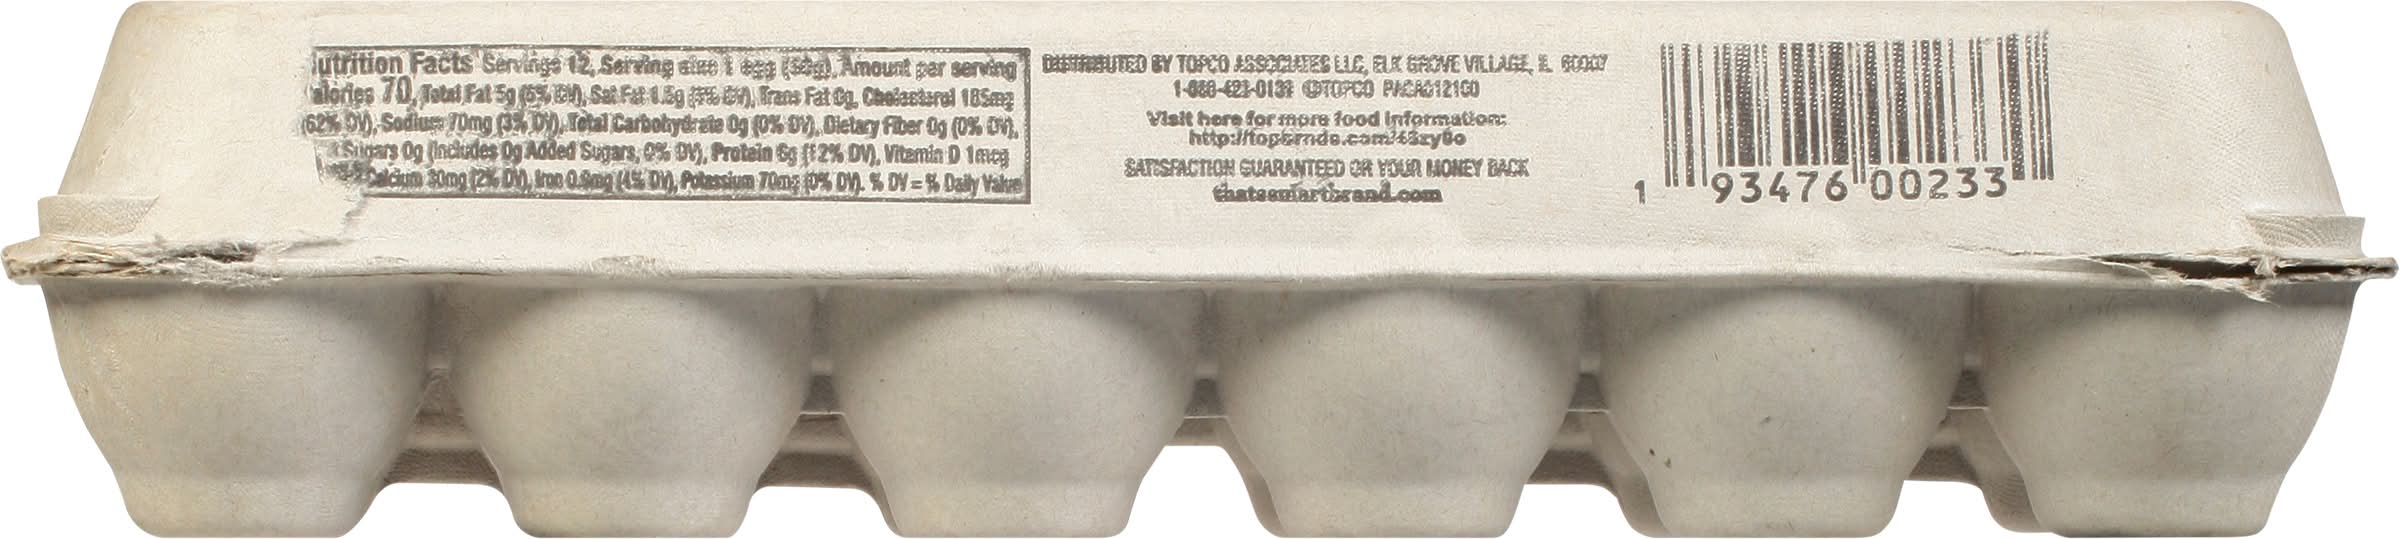 utrition Facts Servings 12, Serving size 1 egg (50g), Amount per serving
alories 70, Total Fat 5g (6% DV), Sat Fat 1.5g (8% DV), Trans Fat 0g, Cholesterol 185mg
(62% DV), Sodium 70mg (3% DV), Total Carbohydrate 0g (0% DV), Dietary Fiber 0g (0% DV),
Sugars 0g (Includes 0g Added Sugars, 0% DV), Protein 6g (12% DV), Vitamin D 1mcg
Calcium 30mg (2% DV), Iron 0.8mg (4% DV), Potassium 70mg (0% DV). % DV = % Daily Value
DISTRIBUTED BY TOPCO ASSOCIATES LLC, ELK GROVE VILLAGE, IL 60007
©TOPCO
Visit here for more food information:
SATISFACTION GUARANTEED OR YOUR MONEY BACK
thatssmartbrand.com
1 93476 00233